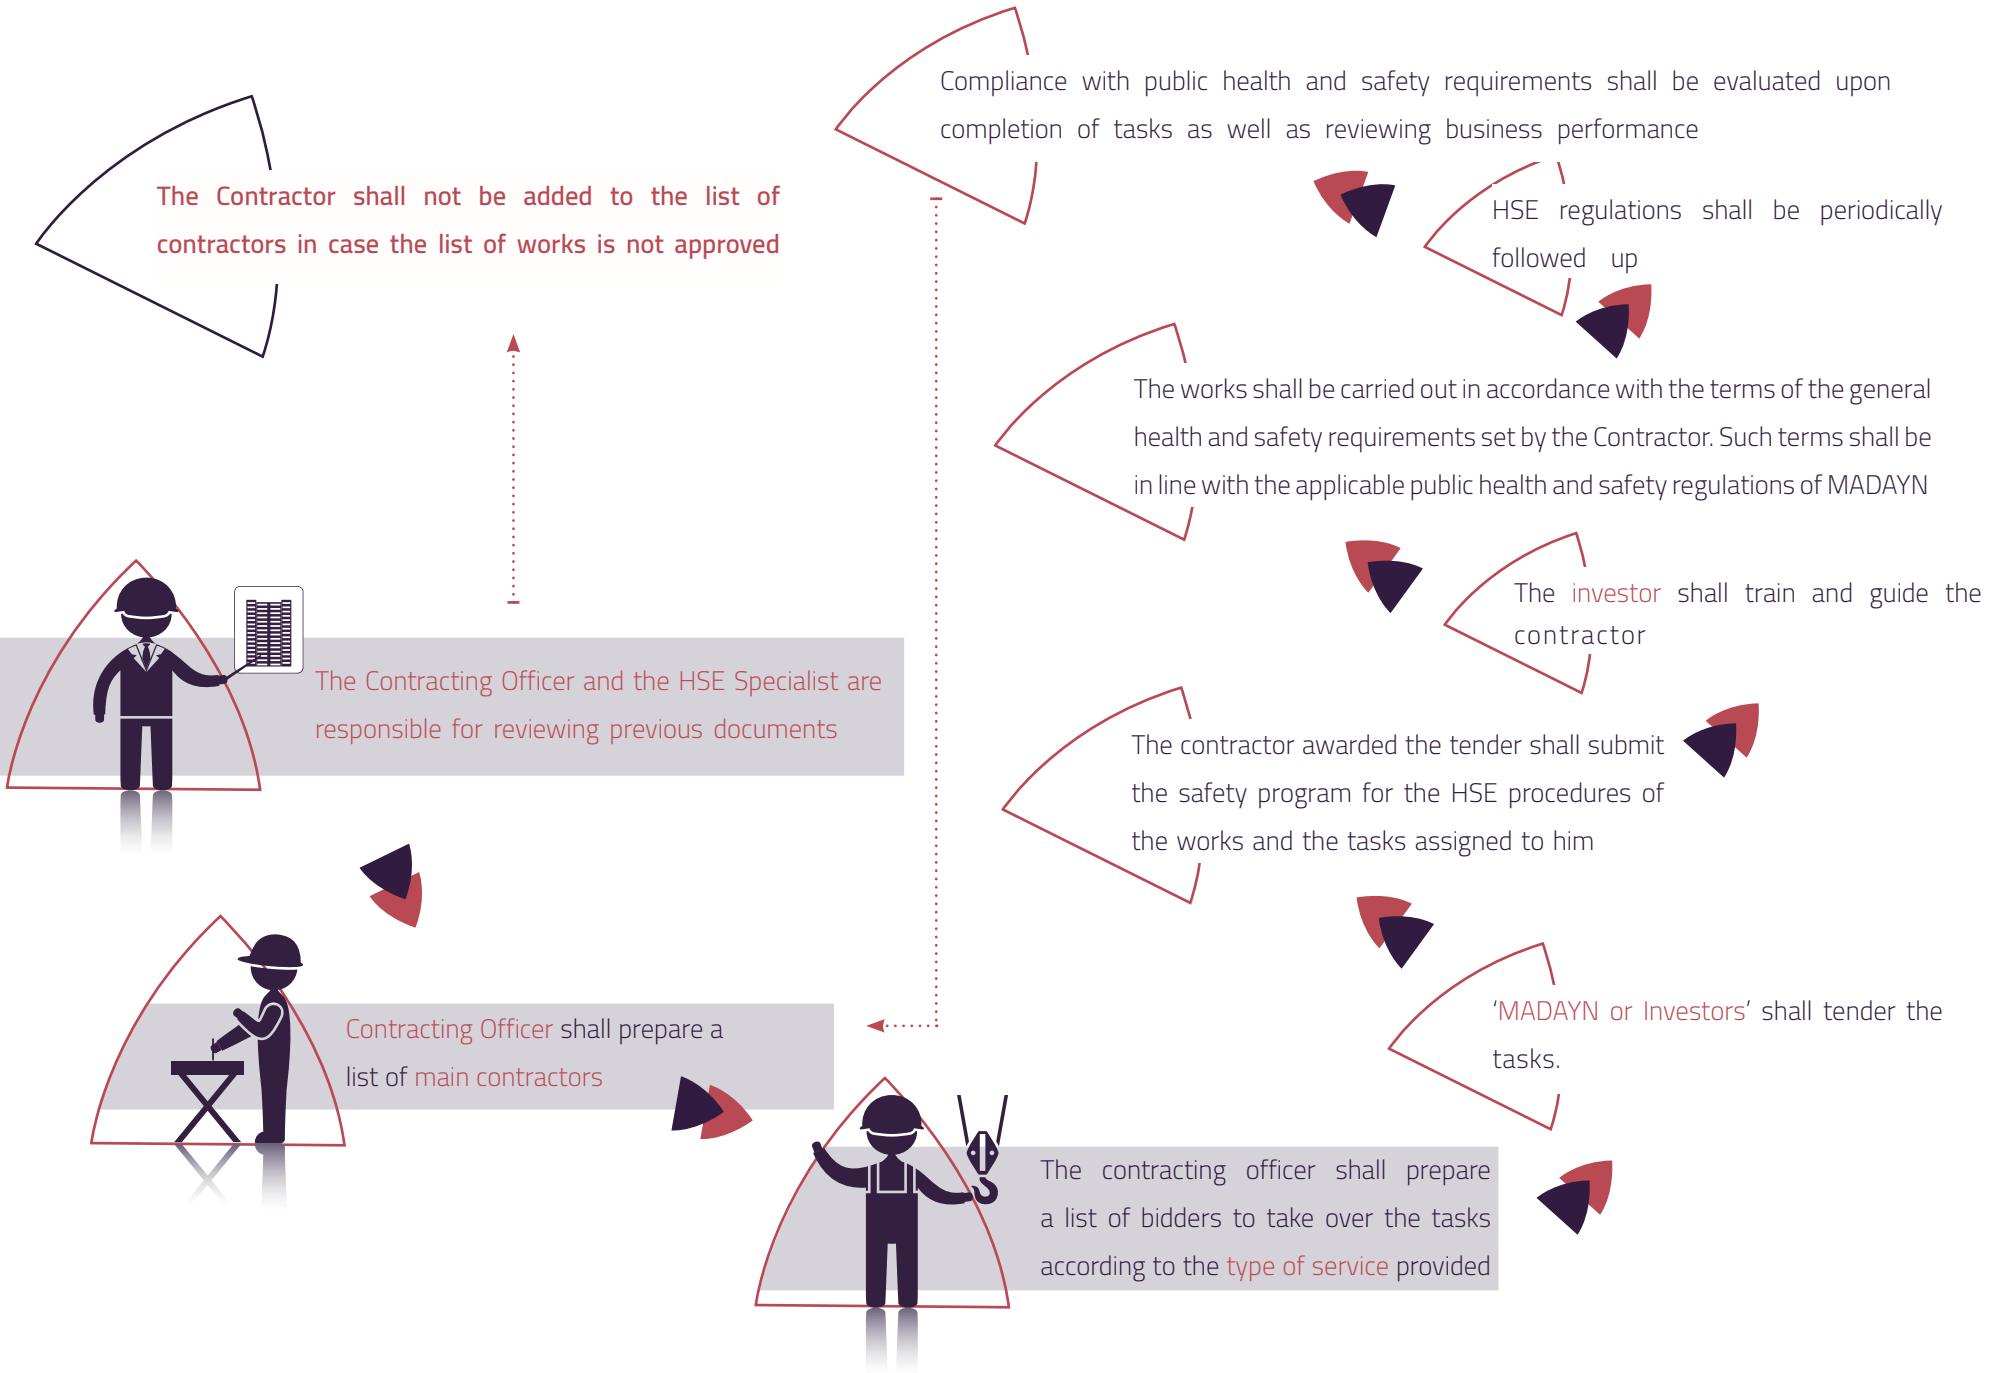 Compliance with public health and safety requirements shall be evaluated upon
completion of tasks as well as reviewing business performance
The Contractor shall not be added to the list of
contractors in case the list of works is not approved
HSE regulations shall be periodically
followed up
The works shall be carried out in accordance with the terms of the general
health and safety requirements set by the Contractor. Such terms shall be
in line with the applicable public health and safety regulations of MADAYN
The investor shall train and guide the
contractor
The Contracting Officer and the HSE Specialist are
responsible for reviewing previous documents
The contractor awarded the tender shall submit
the safety program for the HSE procedures of
the works and the tasks assigned to him
Contracting Officer shall prepare a
list of main contractors
‘MADAYN or Investors’ shall tender the
tasks.
The contracting officer shall prepare
a list of bidders to take over the tasks
according to the type of service provided